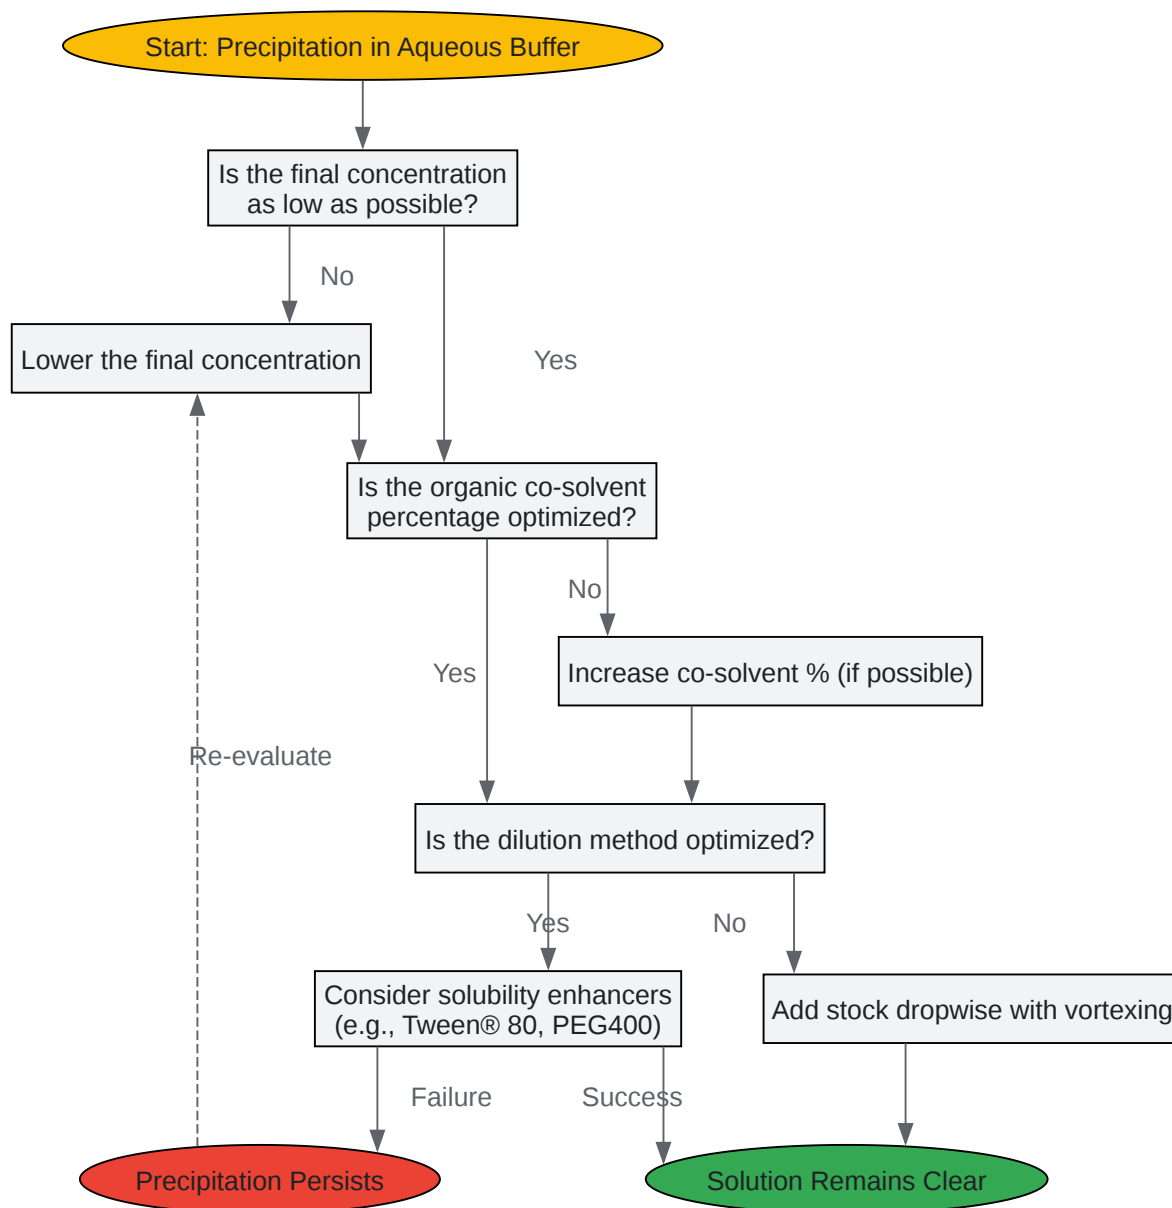 Start: Precipitation in Aqueous Buffer
Is the final concentration
as low as possible?
No
Lower the final concentration
Yes
Is the organic co-solvent
percentage optimized?
No
Increase co-solvent % (if possible)
Yes
Re-evaluate
Is the dilution method optimized?
Yes
No
Consider solubility enhancers
(e.g., Tween® 80, PEG400)
Add stock dropwise with vortexing
Failure
Success
Precipitation Persists
Solution Remains Clear